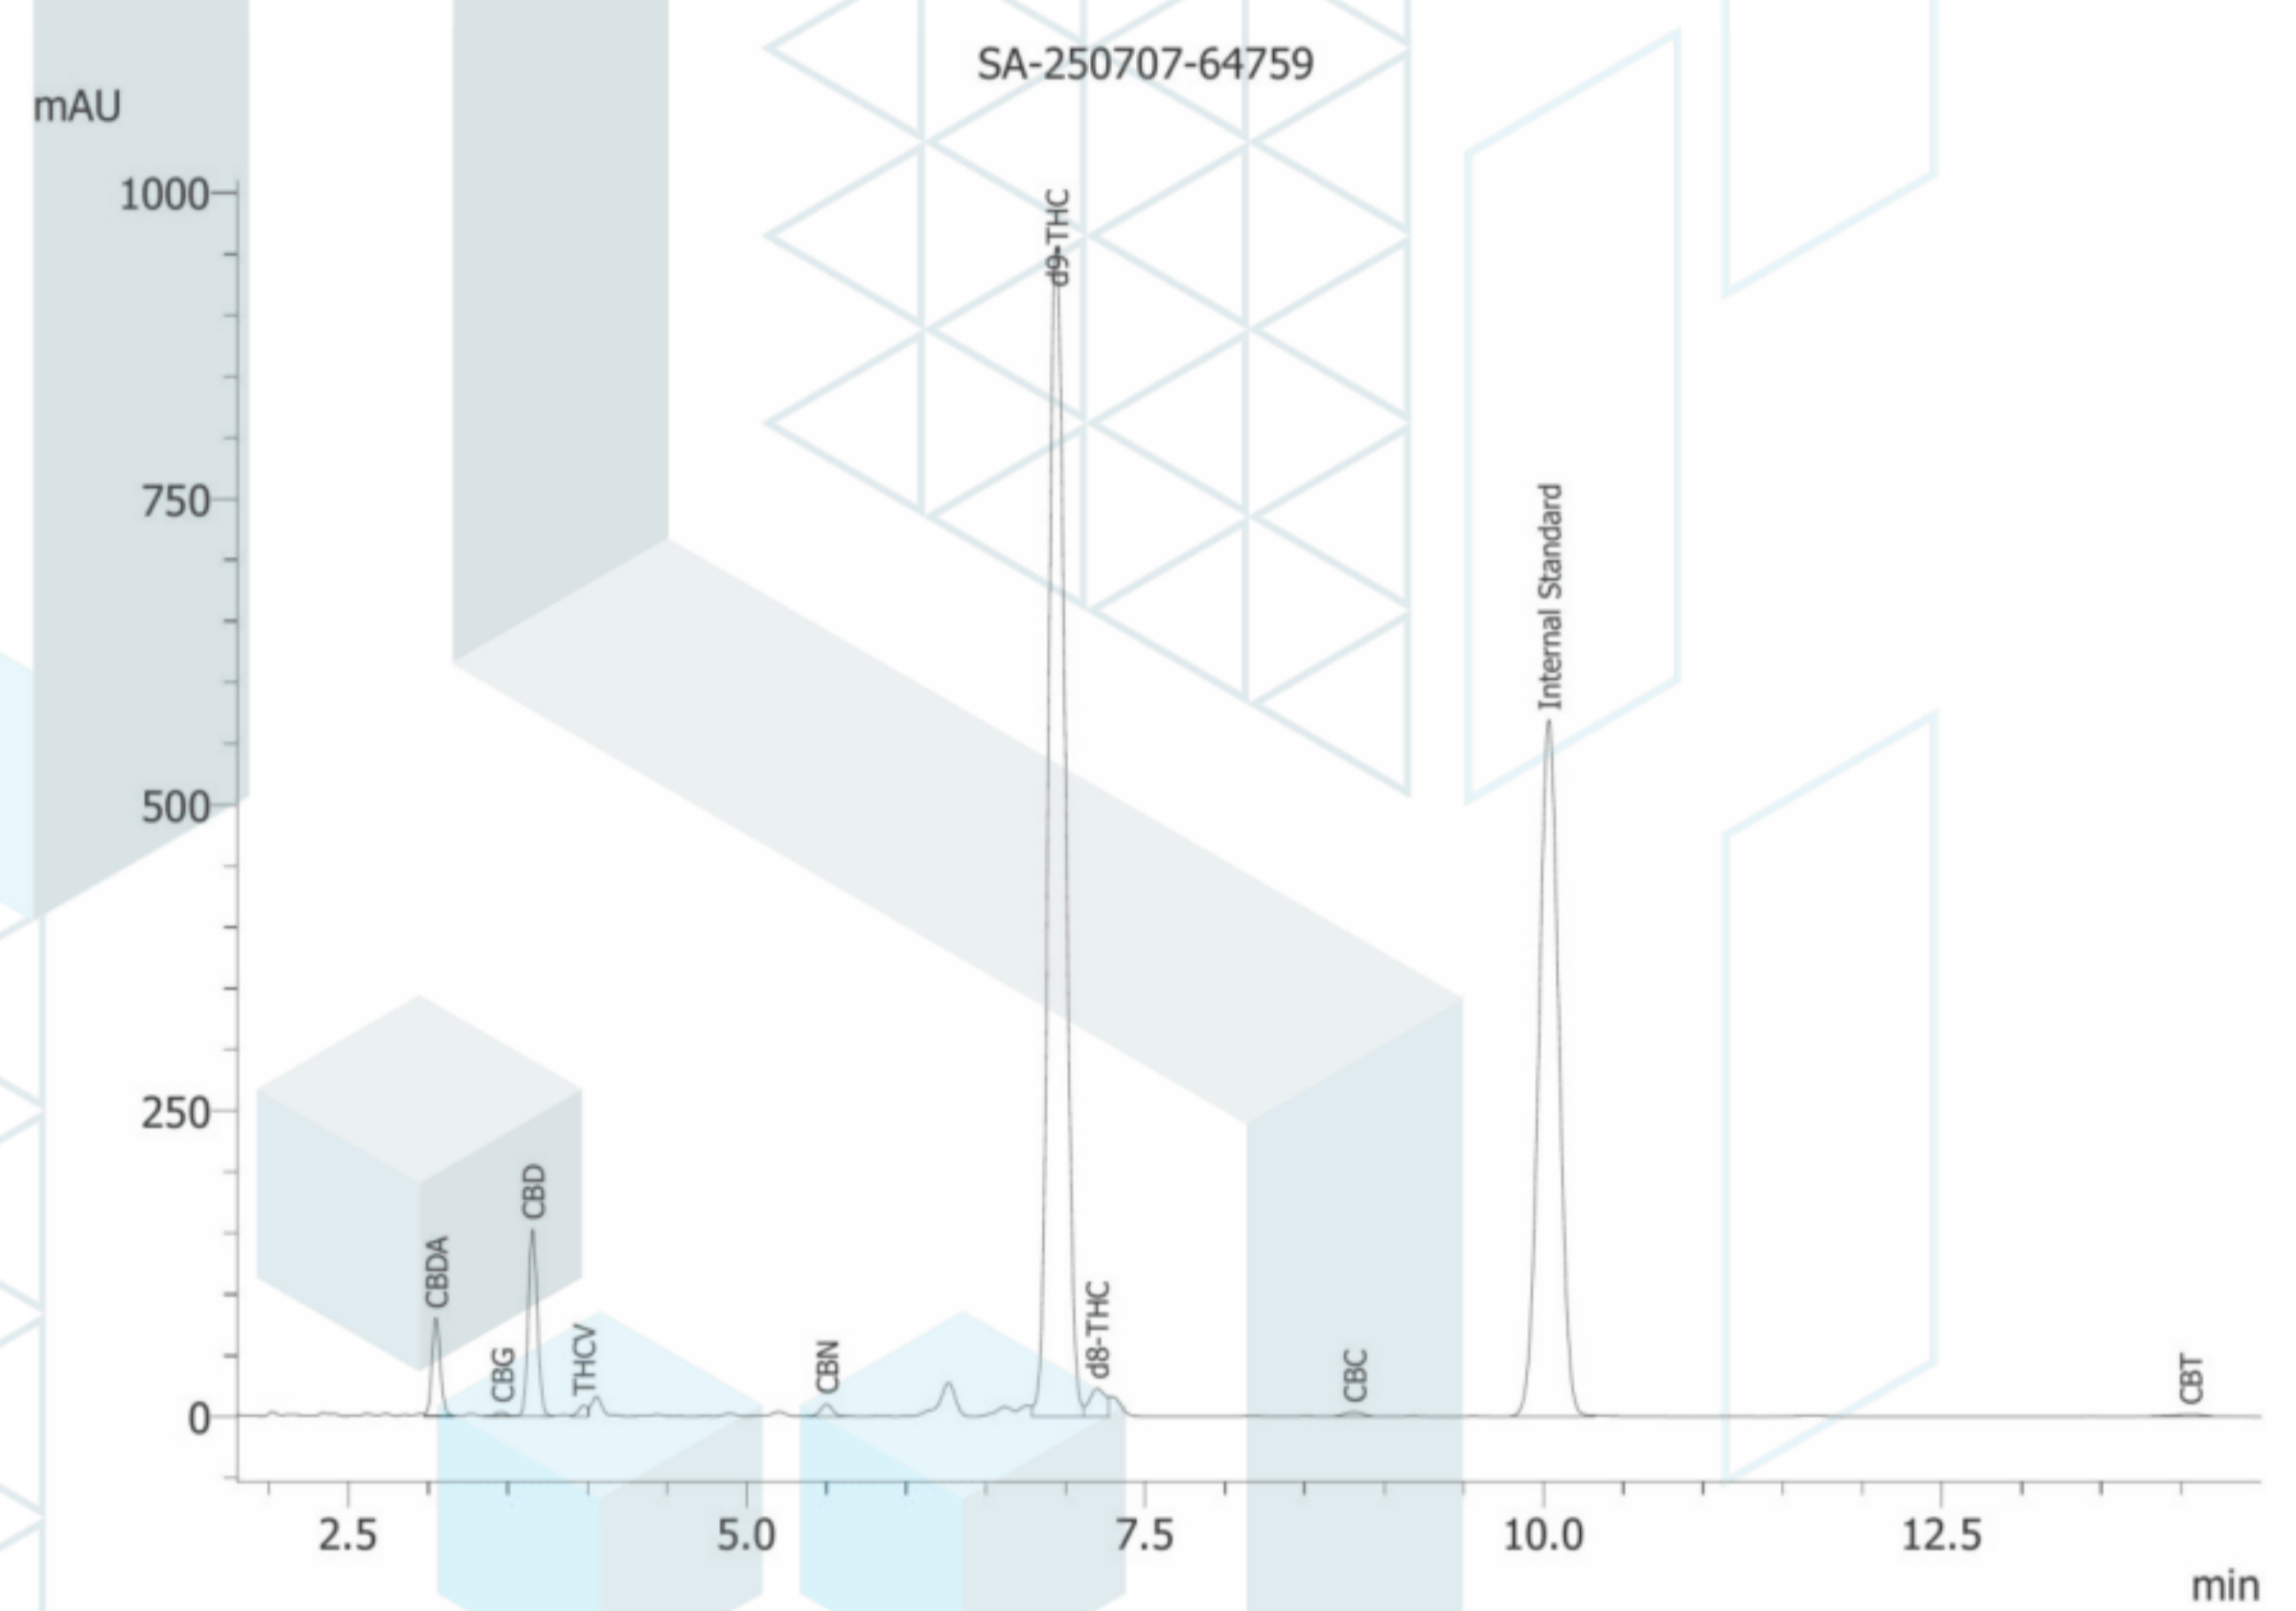 SA-250707-64759
mAU
1000
750
500
250
0
d9-THC
Internal Standard
CBDA
CBG
CBD
THCV
CBN
d8-THC
CBC
CBT
2.5 5.0 7.5 10.0 12.5
min